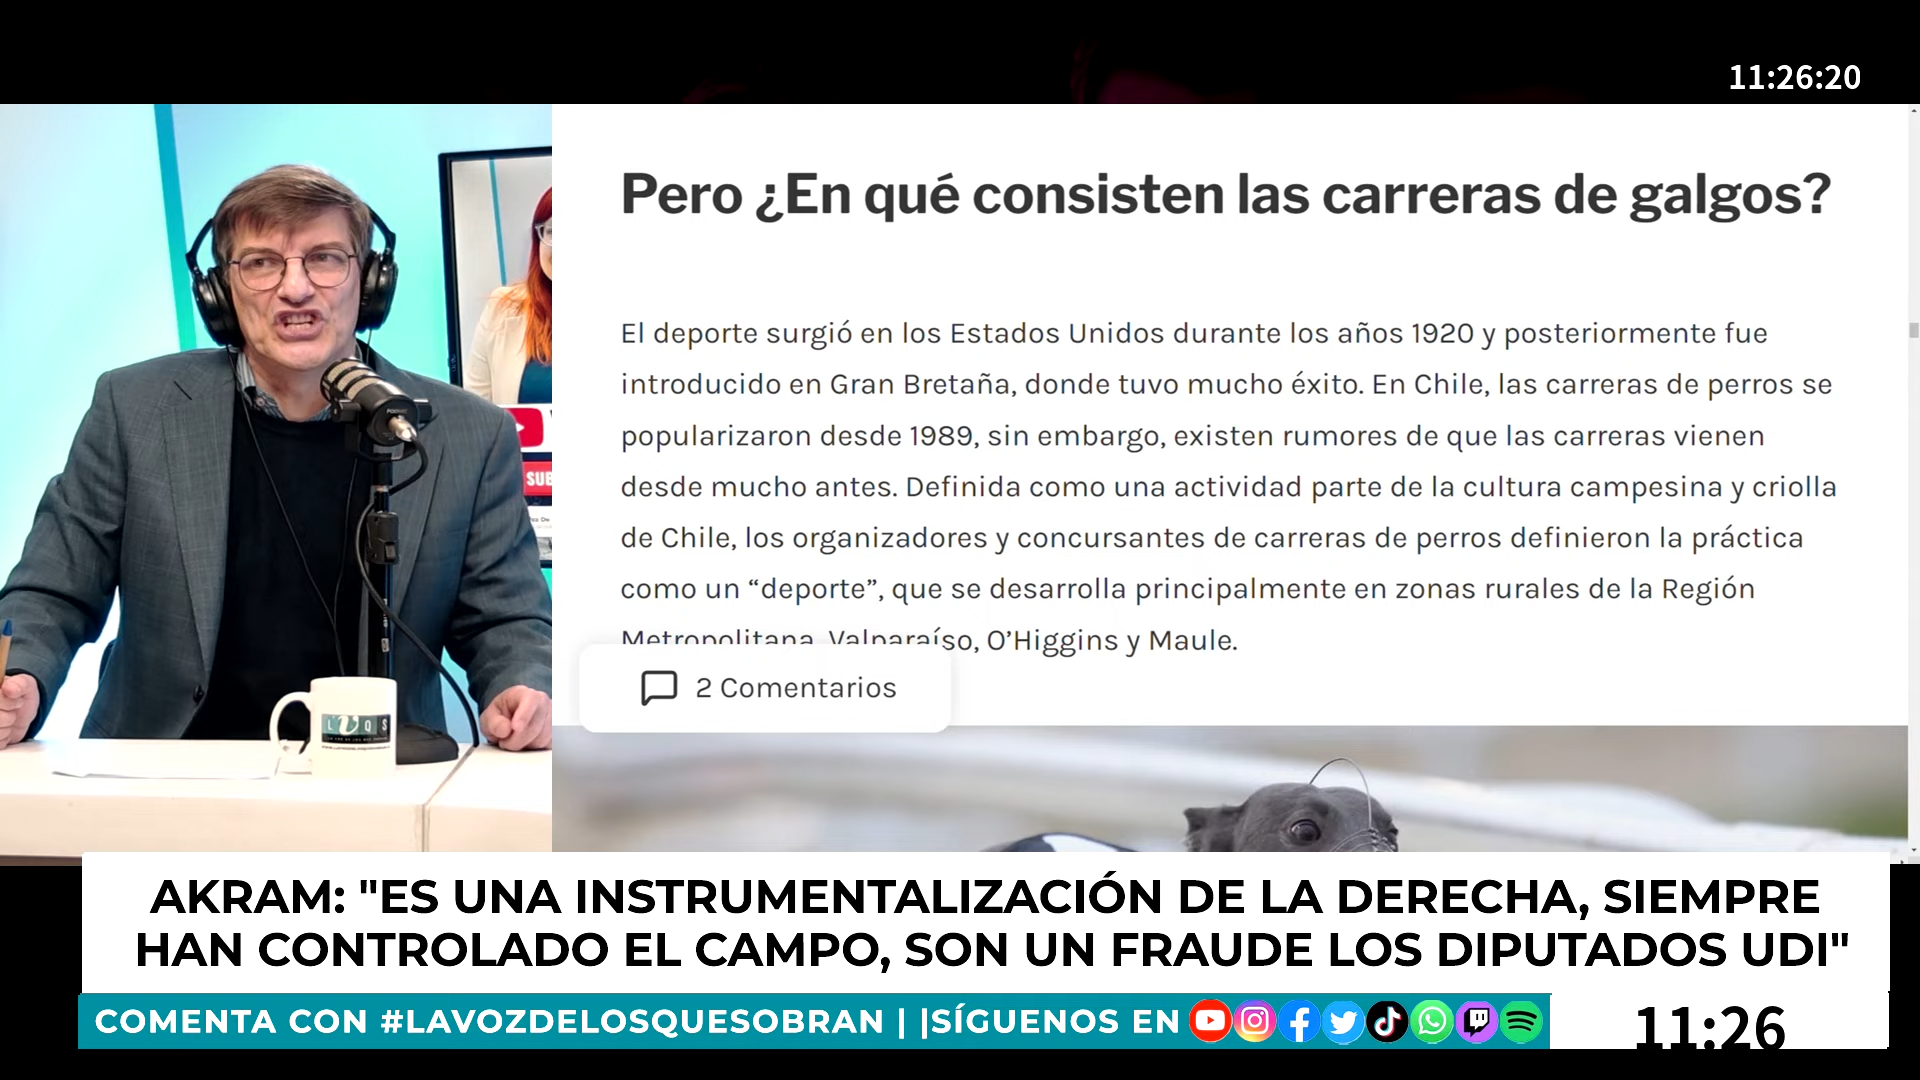 11:26:20
Pero ¿En qué consisten las carreras de galgos?
El deporte surgió en los Estados Unidos durante los años 1920 y posteriormente fue
introducido en Gran Bretaña, donde tuvo mucho éxito. En Chile, las carreras de perros se
popularizaron desde 1989, sin embargo, existen rumores de que las carreras vienen
desde mucho antes. Definida como una actividad parte de la cultura campesina y criolla
de Chile, los organizadores y concursantes de carreras de perros definieron la práctica
como un “deporte”, que se desarrolla principalmente en zonas rurales de la Región
Metropolitana, Valparaíso, O’Higgins y Maule.
2 Comentarios
SUB
LVQS
AKRAM: "ES UNA INSTRUMENTALIZACIÓN DE LA DERECHA, SIEMPRE
HAN CONTROLADO EL CAMPO, SON UN FRAUDE LOS DIPUTADOS UDI"
COMENTA CON #LAVOZDELOSQUESOBRAN | |SÍGUENOS EN
11:26